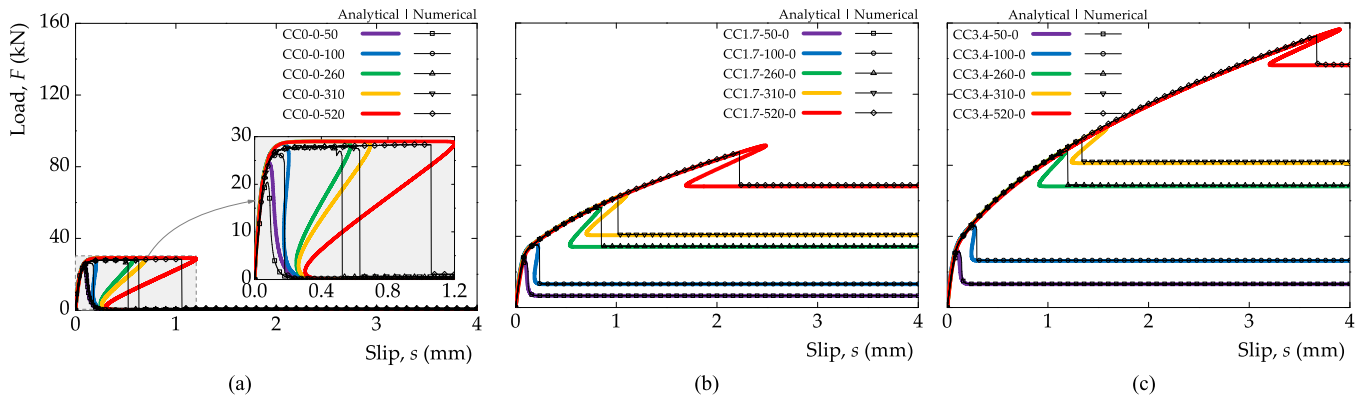 Analytical | Numerical
CC0-0-50
CC0-0-100
CC0-0-260
CC0-0-310
CC0-0-520
Load, F (kN)
160
120
80
40
0
0
1
2
3
4
30
20
10
0
0.0
0.4
0.8
1.2
Slip, s (mm)
(a)
Analytical | Numerical
CC1.7-50-0
CC1.7-100-0
CC1.7-260-0
CC1.7-310-0
CC1.7-520-0
0
1
2
3
4
Slip, s (mm)
(b)
Analytical | Numerical
CC3.4-50-0
CC3.4-100-0
CC3.4-260-0
CC3.4-310-0
CC3.4-520-0
0
1
2
3
4
Slip, s (mm)
(c)